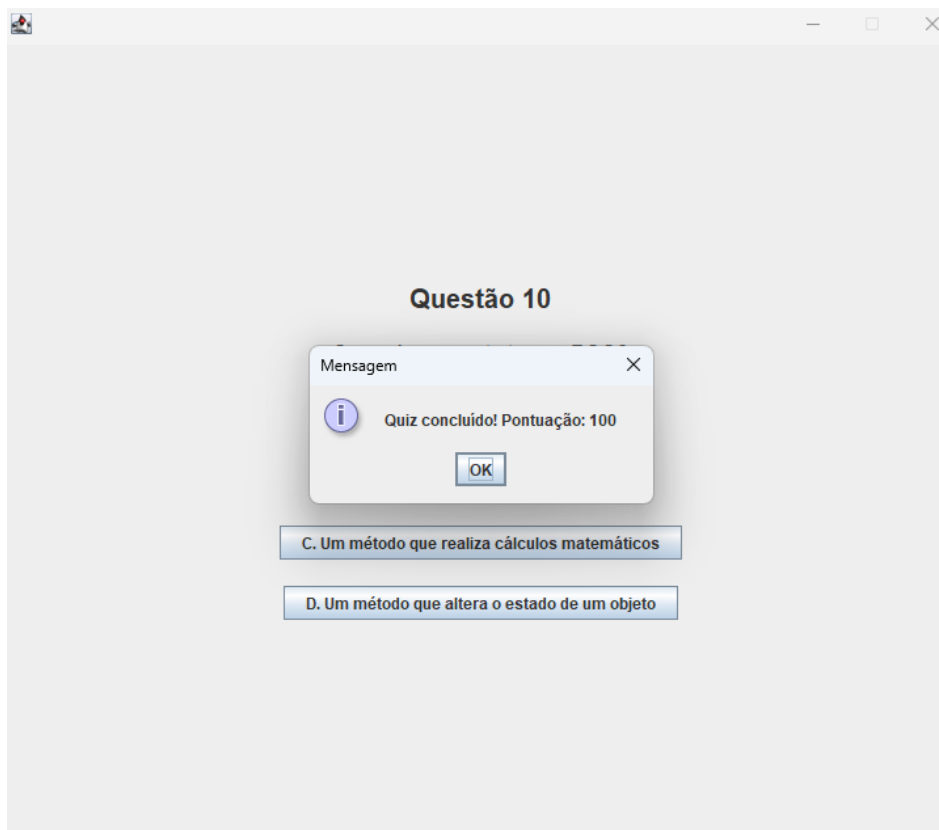 Questão 10
Mensagem
Quiz concluído! Pontuação: 100
OK
C. Um método que realiza cálculos matemáticos
D. Um método que altera o estado de um objeto